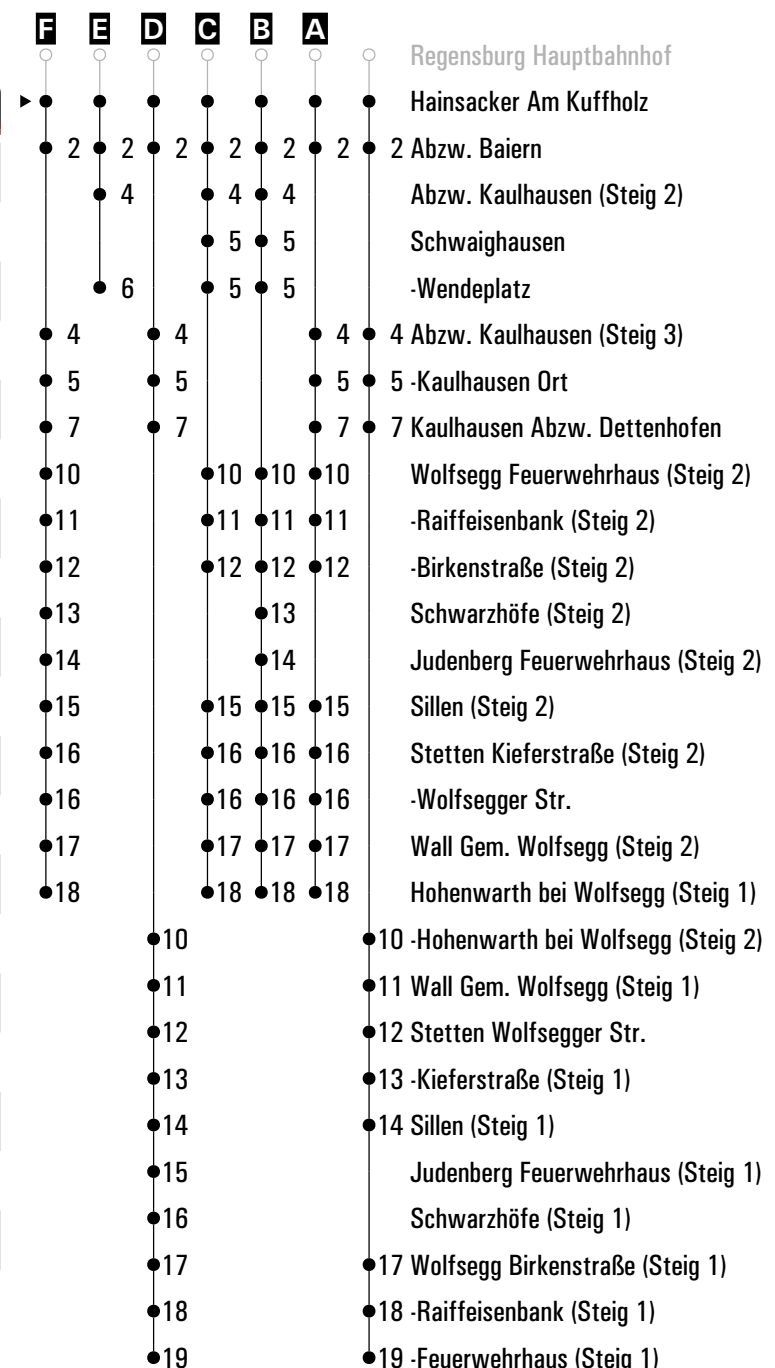 F E D C B A
Regensburg Hauptbahnhof
Hainsacker Am Kuffholz
2 2 2 2 2 2 2 Abzw. Baiern
4 4 4 Abzw. Kaulhausen (Steig 2)
5 5 Schwaighausen
6 5 5 -Wendeplatz
4 4 4 4 Abzw. Kaulhausen (Steig 3)
5 5 5 5 -Kaulhausen Ort
7 7 7 7 Kaulhausen Abzw. Dettenhofen
10 10 10 10 Wolfsegg Feuerwehrhaus (Steig 2)
11 11 11 11 -Raiffeisenbank (Steig 2)
12 12 12 12 -Birkenstraße (Steig 2)
13 13 Schwarzhöfe (Steig 2)
14 14 Judenberg Feuerwehrhaus (Steig 2)
15 15 15 15 Sillen (Steig 2)
16 16 16 16 Stetten Kieferstraße (Steig 2)
16 16 16 16 -Wolfsegger Str.
17 17 17 17 Wall Gem. Wolfsegg (Steig 2)
18 18 18 18 Hohenwarth bei Wolfsegg (Steig 1)
10 10 -Hohenwarth bei Wolfsegg (Steig 2)
11 11 Wall Gem. Wolfsegg (Steig 1)
12 12 Stetten Wolfsegger Str.
13 13 -Kieferstraße (Steig 1)
14 14 Sillen (Steig 1)
15 Judenberg Feuerwehrhaus (Steig 1)
16 Schwarzhöfe (Steig 1)
17 17 Wolfsegg Birkenstraße (Steig 1)
18 18 -Raiffeisenbank (Steig 1)
19 19 -Feuerwehrhaus (Steig 1)